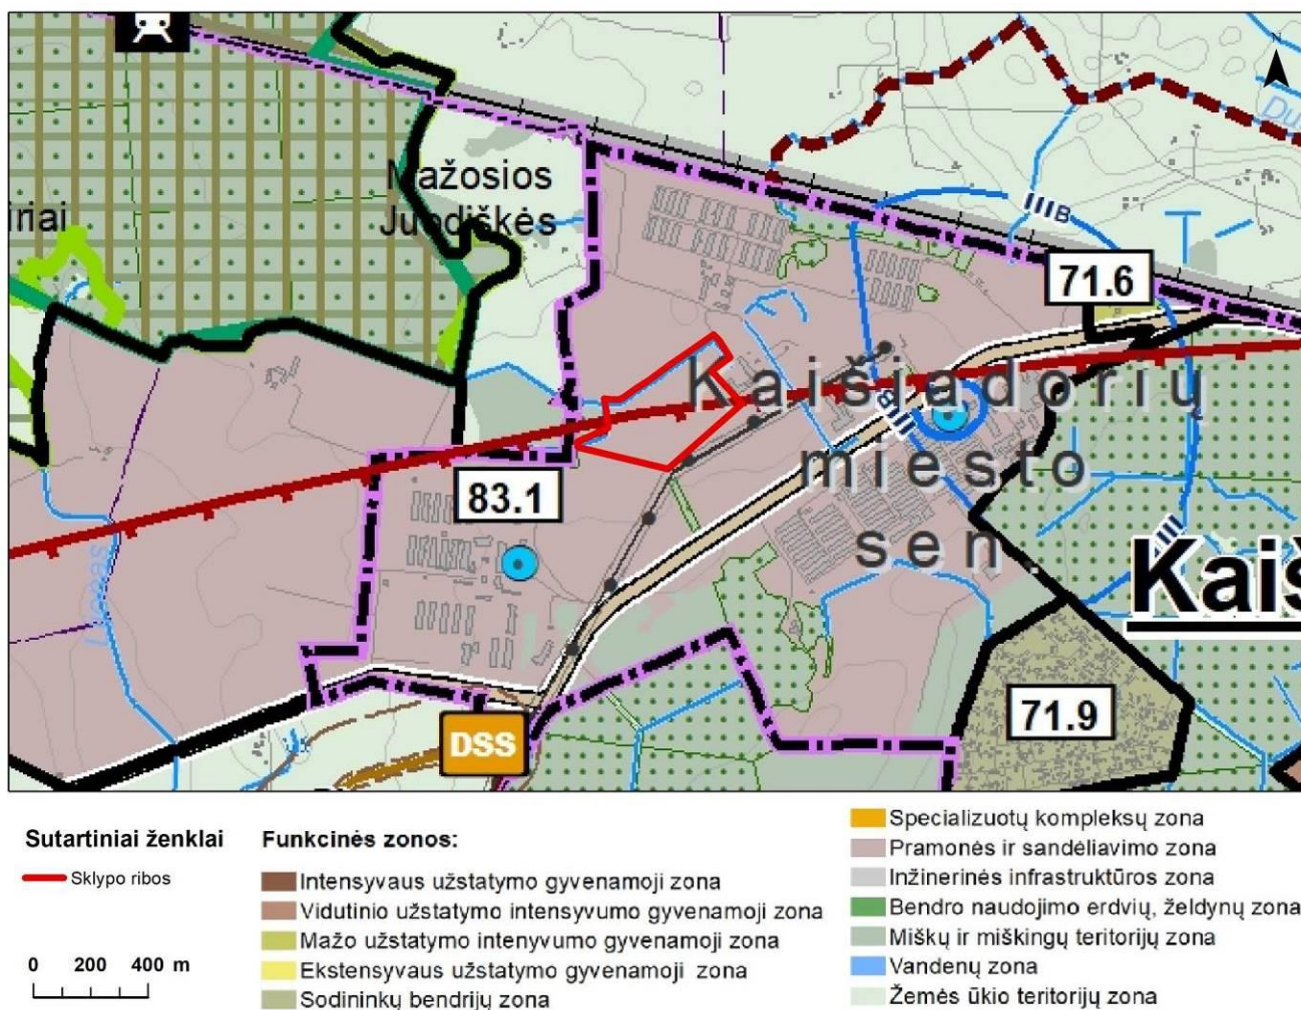 N
Du
Mažosios
Juodiškės
iriai
B
71.6
Kaišiadorių
B
miesto
83.1
sen
Kaiš
71.9
DSS
Sutartiniai ženklai
Sklypo ribos
0 200 400 m
Funkcinės zonos:
Intensyvaus užstatymo gyvenamoji zona
Vidutinio užstatymo intensyvumo gyvenamoji zona
Mažo užstatymo intenyvumo gyvenamoji zona
Ekstensyvaus užstatymo gyvenamoji zona
Sodininkų bendrijų zona
Specializuotų kompleksų zona
Pramonės ir sandėliavimo zona
Inžinerinės infrastruktūros zona
Bendro naudojimo erdvių, želdynų zona
Miškų ir miškingų teritorijų zona
Vandenų zona
Žemės ūkio teritorijų zona